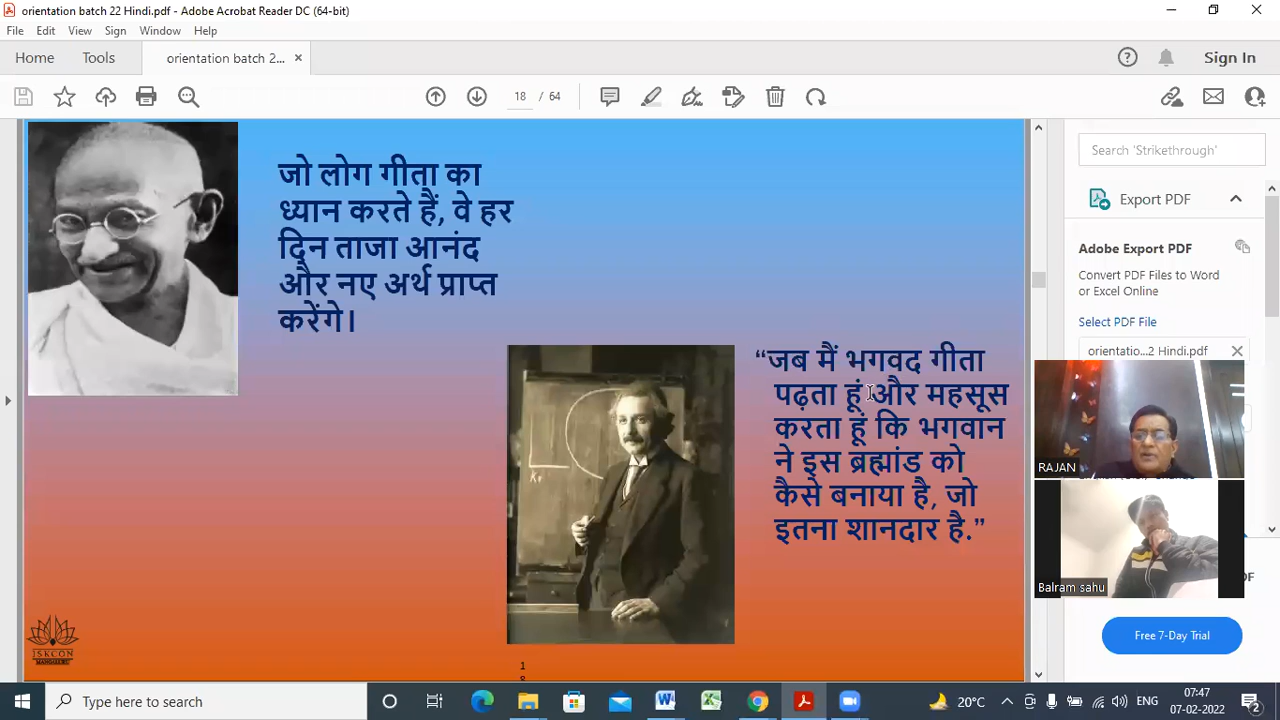 orientation batch 22 Hindi.pdf - Adobe Acrobat Reader DC (64-bit)
File Edit View Sign Window Help
Home Tools orientation batch 2... × Sign In
18 / 64
जो लोग गीता का
ध्यान करते हैं, वे हर
दिन ताजा आनंद
और नए अर्थ प्राप्त
करेंगे।
“जब मैं भगवद गीता
पढ़ता हूं और महसूस
करता हूं कि भगवान
ने इस ब्रह्मांड को
कैसे बनाया है, जो
इतना शानदार है.”
ISKCON
MANGALURU
1
8
Search 'Strikethrough'
Export PDF
Adobe Export PDF
Convert PDF Files to Word
or Excel Online
Select PDF File
orientatio...2 Hindi.pdf
RAJAN
Balram sahu
Free 7-Day Trial
Type here to search
20°C
ENG
07:47
07-02-2022
2